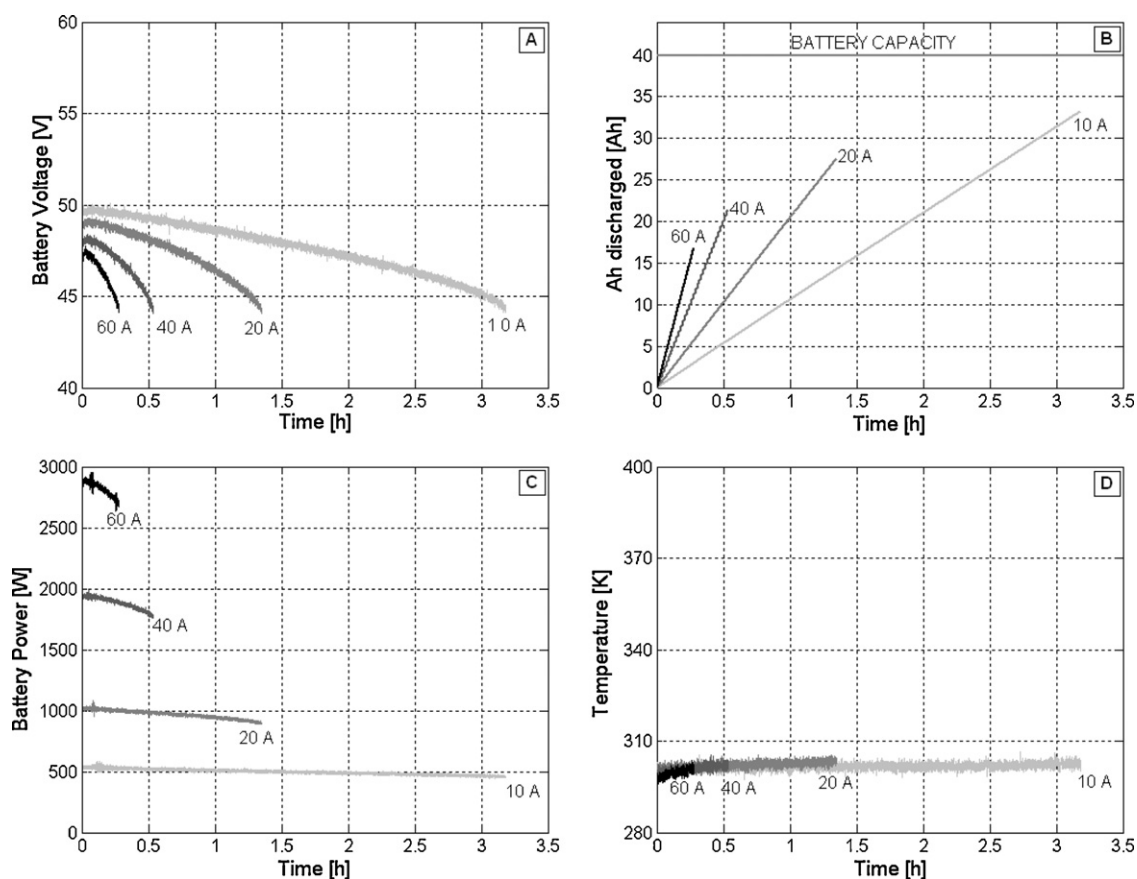 A
60
55
50
45
40
Battery Voltage [V]
60 A
40 A
20 A
1 0 A
0 0.5 1 1.5 2 2.5 3 3.5
Time [h]
B
BATTERY CAPACITY
40
35
30
25
20
15
10
5
0
Ah discharged [Ah]
60 A
40 A
20 A
10 A
0 0.5 1 1.5 2 2.5 3 3.5
Time [h]
C
3000
2500
2000
1500
1000
500
0
Battery Power [W]
60 A
40 A
20 A
10 A
0 0.5 1 1.5 2 2.5 3 3.5
Time [h]
D
400
370
340
310
280
Temperature [K]
60 A
40 A
20 A
10 A
0 0.5 1 1.5 2 2.5 3 3.5
Time [h]